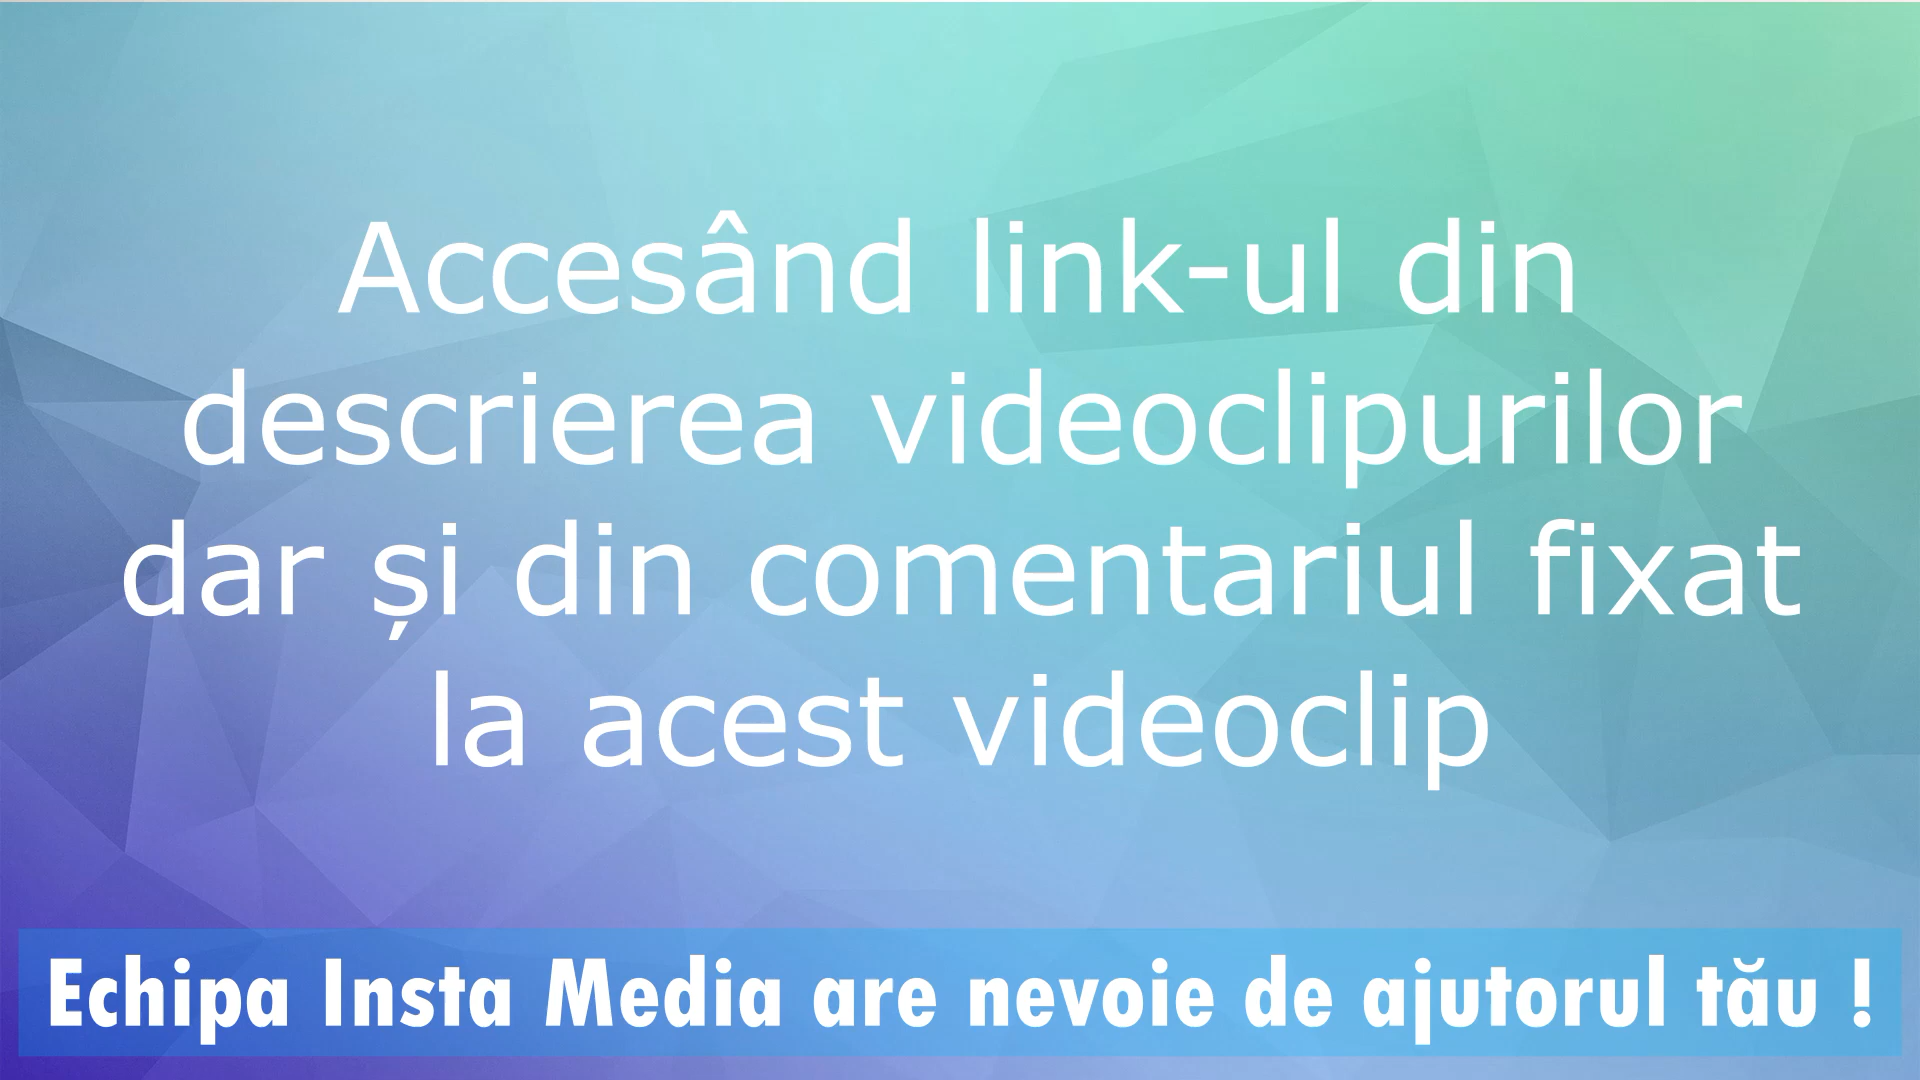 Accesând link-ul din
descrierea videoclipurilor
dar și din comentariul fixat
la acest videoclip
Echipa Insta Media are nevoie de ajutorul tău !